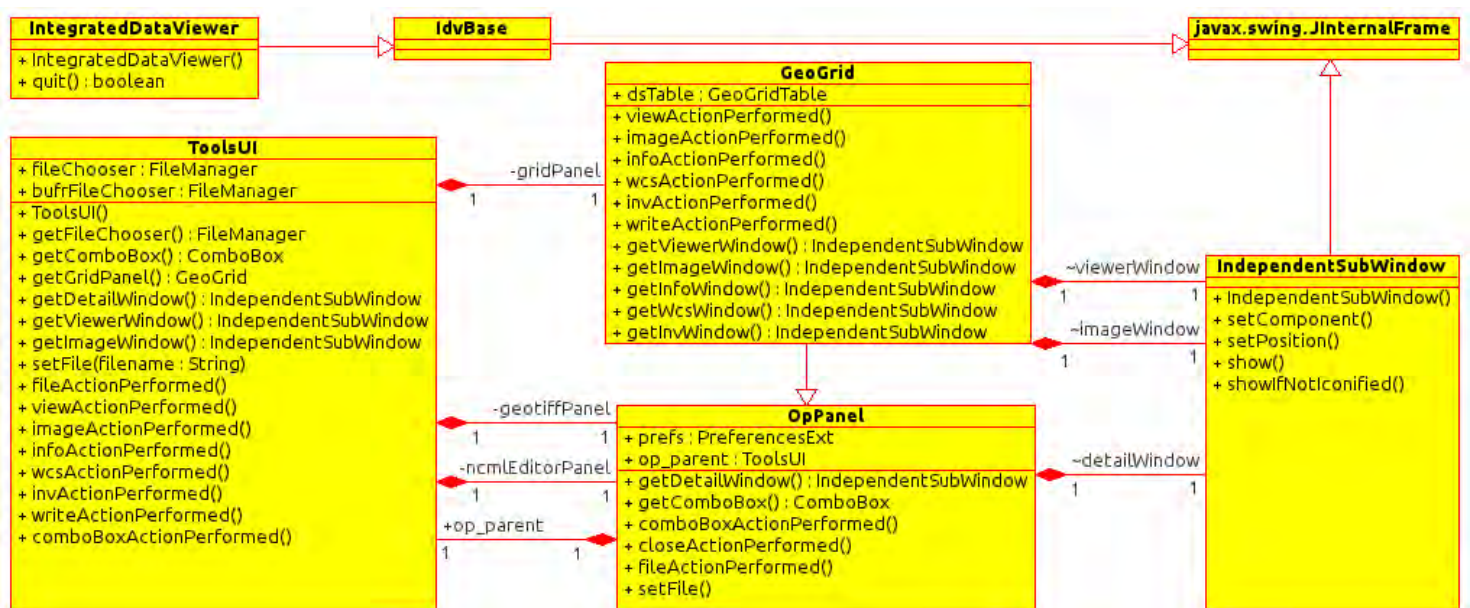 IntegratedDataViewer
+ IntegratedDataViewer()
+ quit() : boolean
IdvBase
javax.swing.JInternalFrame
GeoGrid
+ dsTable : GeoGridTable
+ viewActionPerformed()
+ imageActionPerformed()
+ infoActionPerformed()
+ wcsActionPerformed()
+ invActionPerformed()
+ writeActionPerformed()
+ getViewerWindow() : IndependentSubWindow
+ getImageWindow() : IndependentSubWindow
+ getInfoWindow() : IndependentSubWindow
+ getWcsWindow() : IndependentSubWindow
+ getInvWindow() : IndependentSubWindow
ToolsUI
+ fileChooser : FileManager
+ bufrFileChooser : FileManager
+ ToolsUI()
+ getFileChooser() : FileManager
+ getComboBox() : ComboBox
+ getGridPanel() : GeoGrid
+ getDetailWindow() : IndependentSubWindow
+ getViewerWindow() : IndependentSubWindow
+ getImageWindow() : IndependentSubWindow
+ setFile(filename : String)
+ fileActionPerformed()
+ viewActionPerformed()
+ imageActionPerformed()
+ infoActionPerformed()
+ wcsActionPerformed()
+ invActionPerformed()
+ writeActionPerformed()
+ comboBoxActionPerformed()
-gridPanel
1 1
~viewerWindow
1 1
~imageWindow
1 1
IndependentSubWindow
+ IndependentSubWindow()
+ setComponent()
+ setPosition()
+ show()
+ showIfNotIconified()
-geotiffPanel
1 1
-ncmlEditorPanel
1 1
+op_parent
1 1
OpPanel
+ prefs : PreferencesExt
+ op_parent : ToolsUI
+ getDetailWindow() : IndependentSubWindow
+ getComboBox() : ComboBox
+ comboBoxActionPerformed()
+ closeActionPerformed()
+ fileActionPerformed()
+ setFile()
~detailWindow
1 1